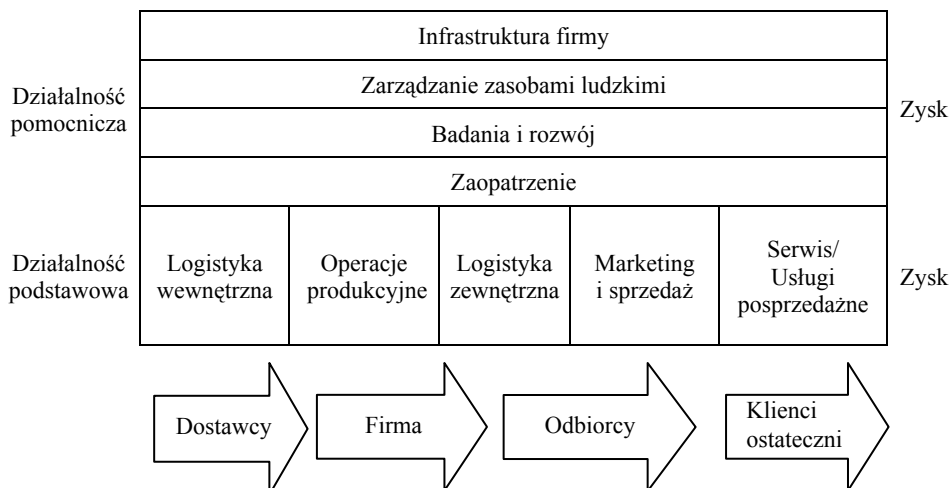 Infrastruktura firmy
Działalność
pomocnicza
Zarządzanie zasobami ludzkimi
Badania i rozwój
Zysk
Zaopatrzenie
Działalność
podstawowa
Logistyka
wewnętrzna
Operacje
produkcyjne
Logistyka
zewnętrzna
Marketing
i sprzedaż
Serwis/
Usługi
posprzedażne
Zysk
Dostawcy
Firma
Odbiorcy
Klienci
ostateczni